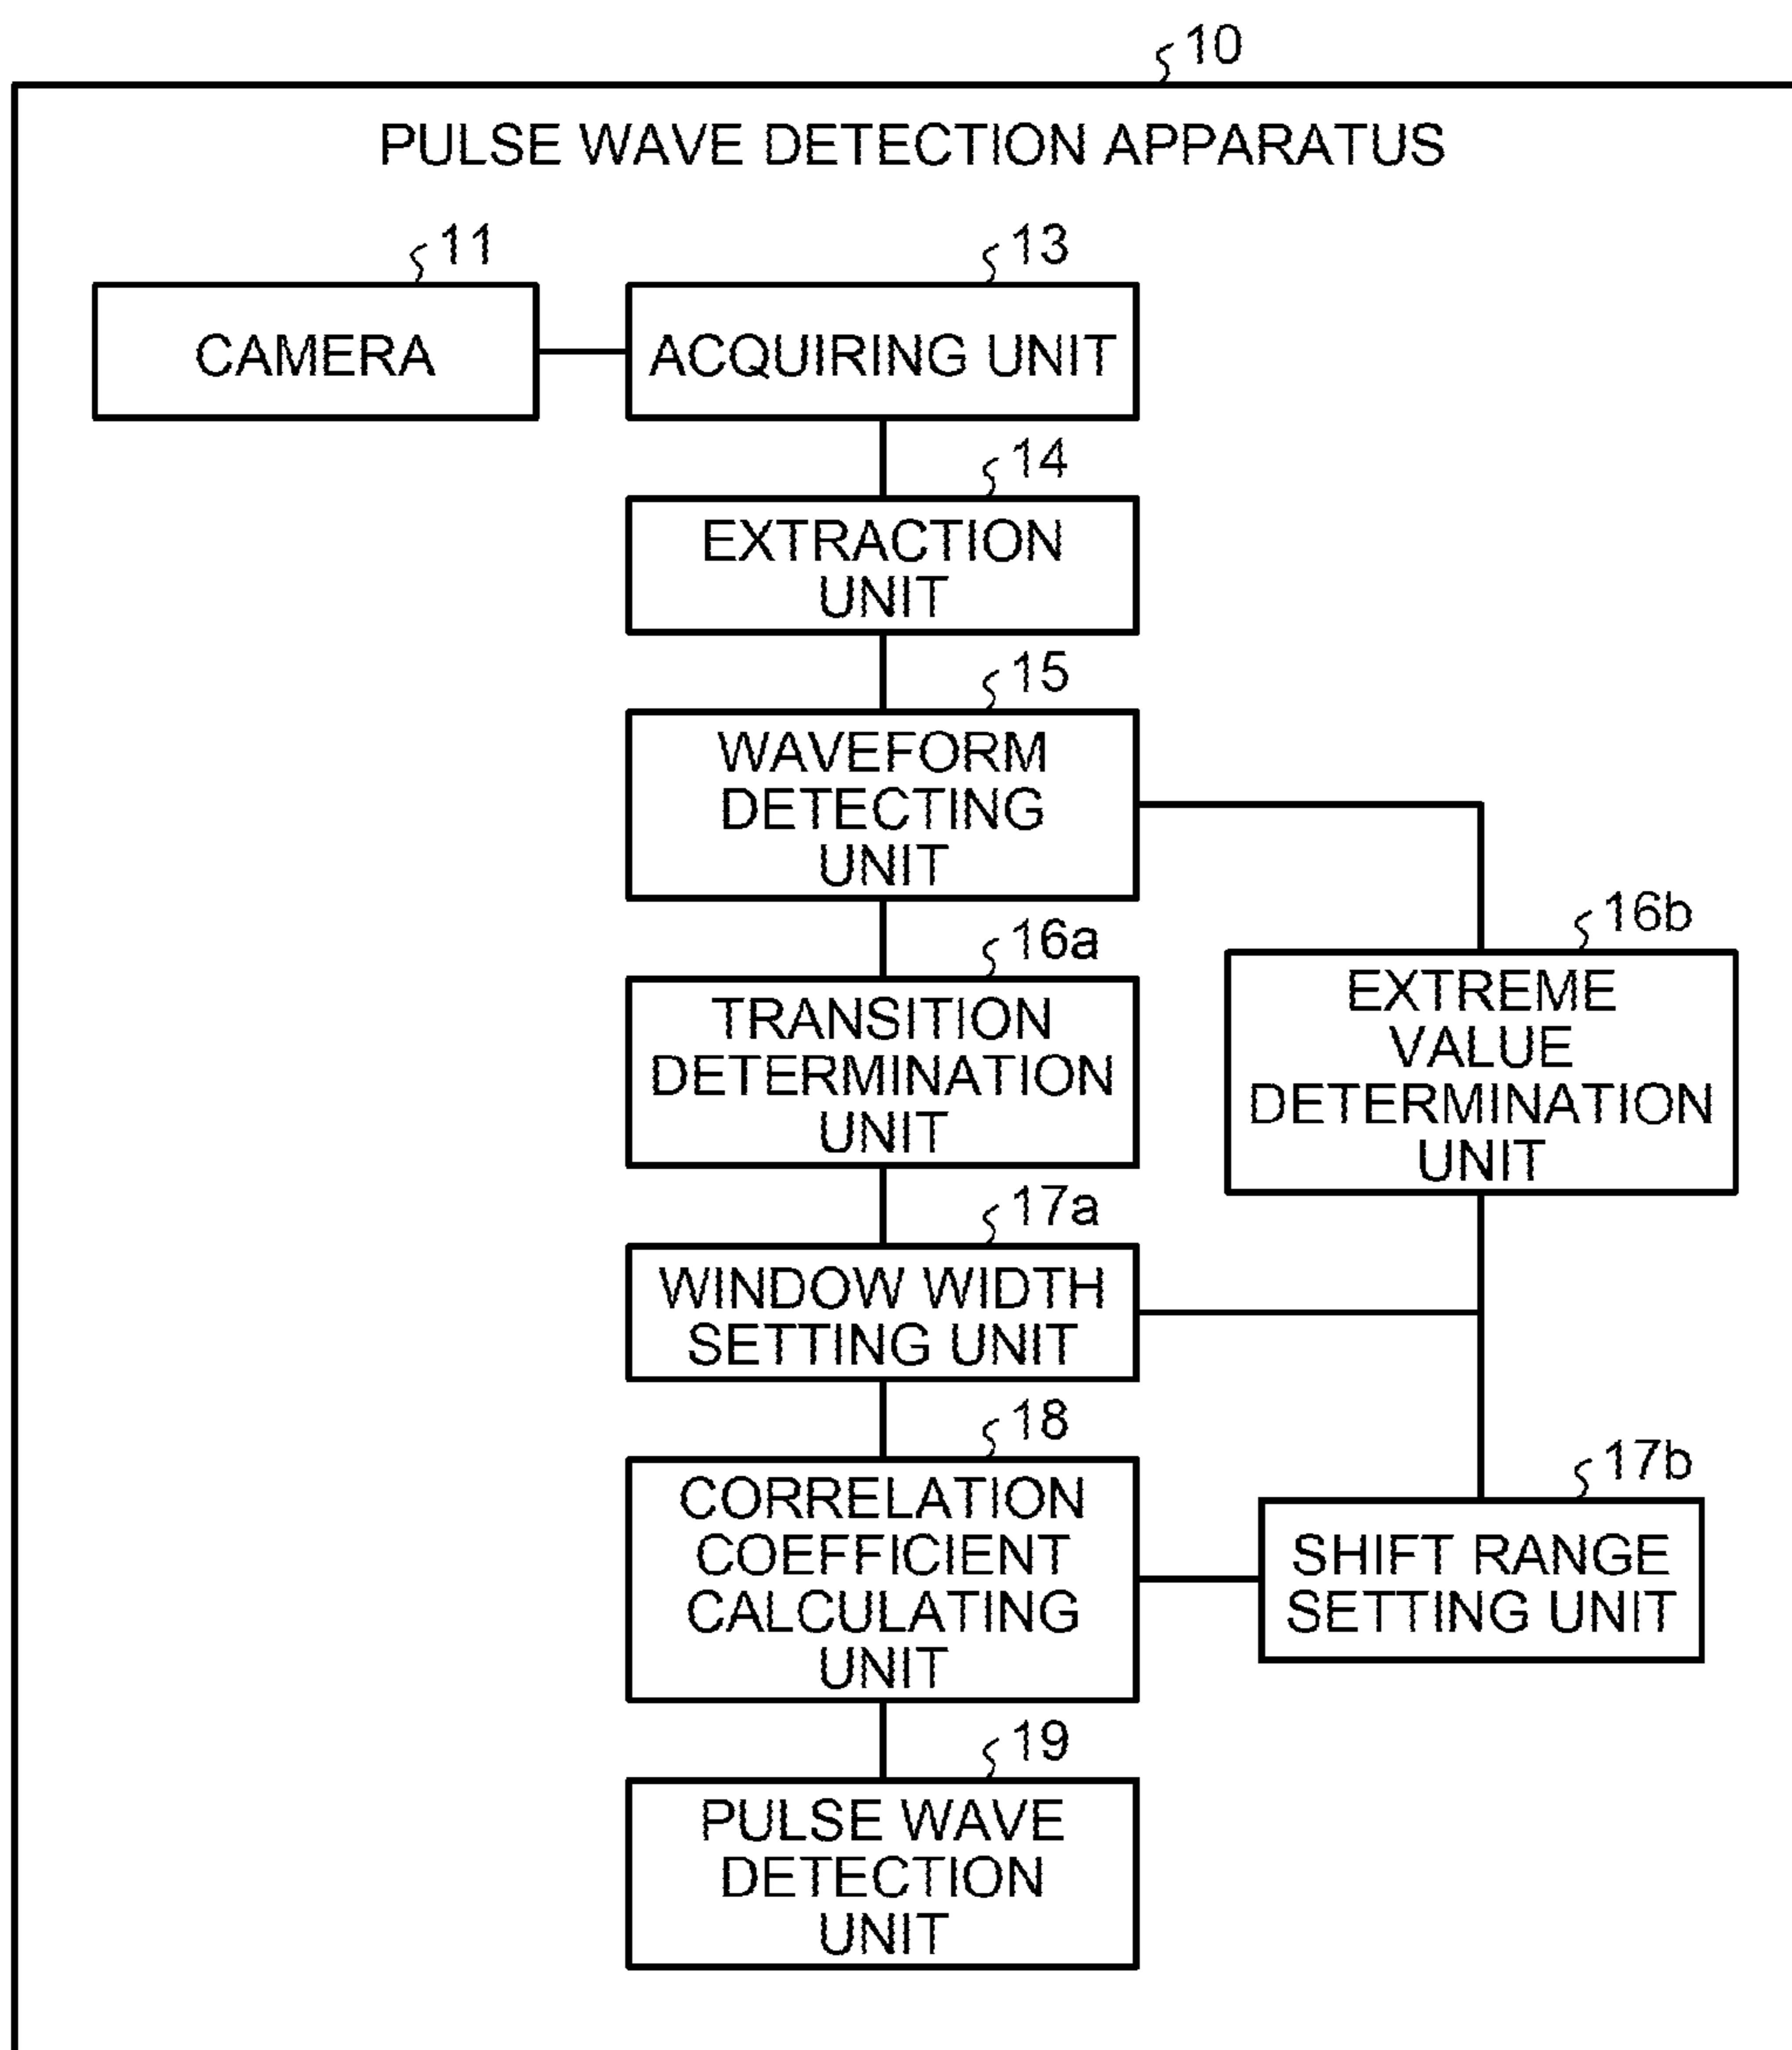 10
PULSE WAVE DETECTION APPARATUS
11
CAMERA
13
ACQUIRING UNIT
14
EXTRACTION
UNIT
15
WAVEFORM
DETECTING
UNIT
16a
TRANSITION
DETERMINATION
UNIT
16b
EXTREME
VALUE
DETERMINATION
UNIT
17a
WINDOW WIDTH
SETTING UNIT
18
CORRELATION
COEFFICIENT
CALCULATING
UNIT
17b
SHIFT RANGE
SETTING UNIT
19
PULSE WAVE
DETECTION
UNIT